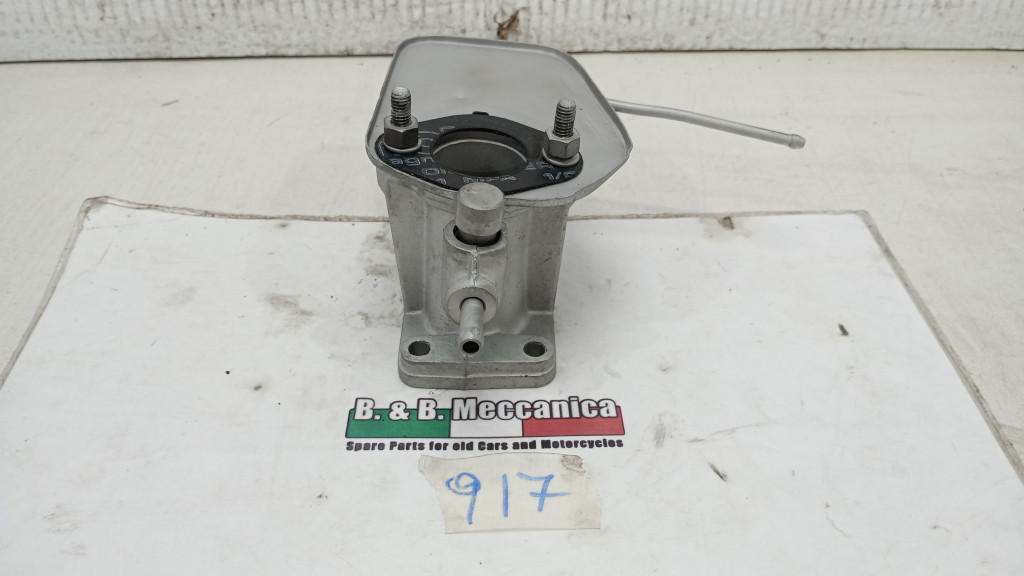 B. & B. Meccanica
Spare Parts for old Cars and Motorcycles
917